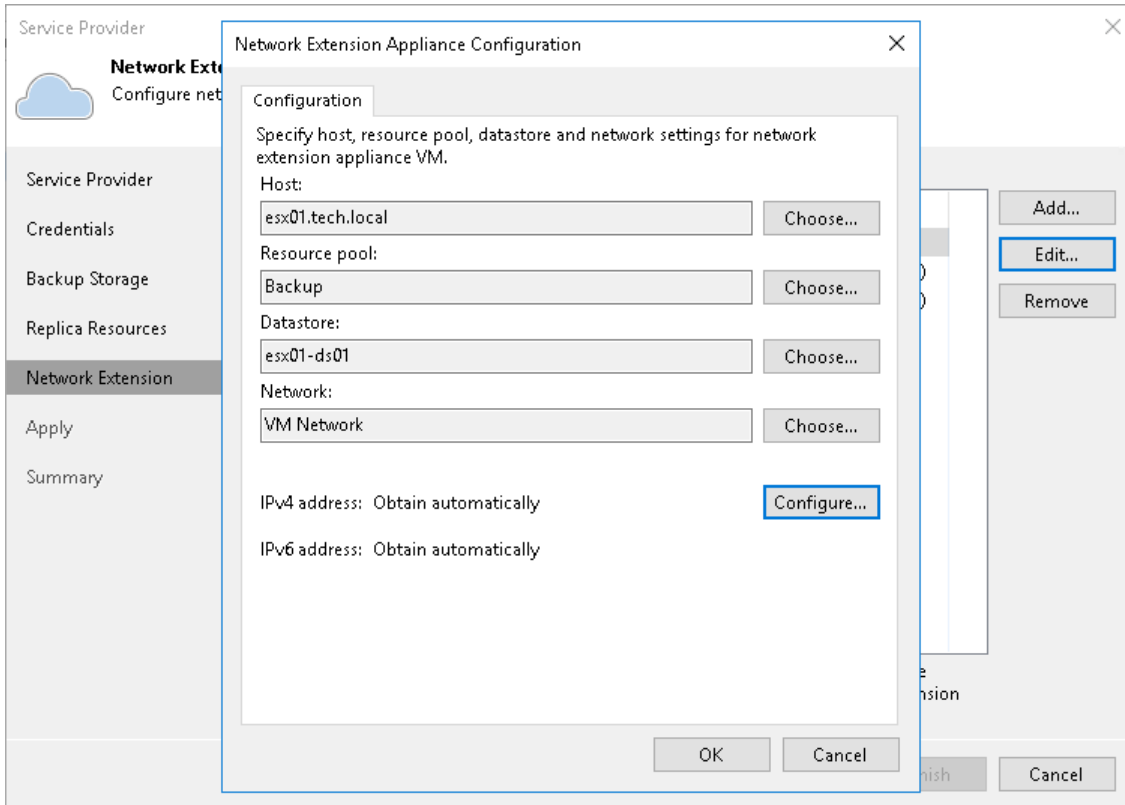 Service Provider
Network Exte
Configure net
Service Provider
Credentials
Backup Storage
Replica Resources
Network Extension
Apply
Summary
Network Extension Appliance Configuration
Configuration
Specify host, resource pool, datastore and network settings for network
extension appliance VM.
Host:
esx01.tech.local
Choose...
Resource pool:
Backup
Choose...
Datastore:
esx01-ds01
Choose...
Network:
VM Network
Choose...
IPv4 address: Obtain automatically
Configure...
IPv6 address: Obtain automatically
OK
Cancel
Add...
Edit...
Remove
)
)
e
nsion
nish
Cancel